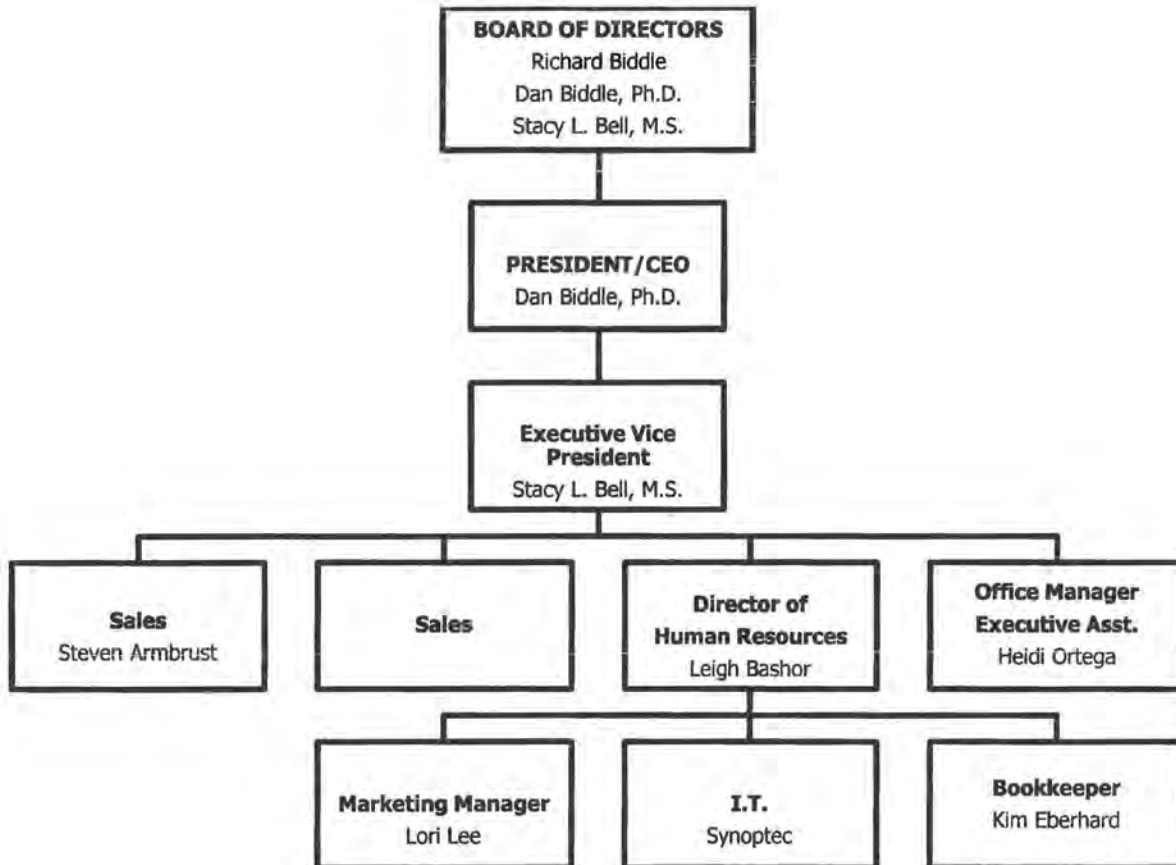 BOARD OF DIRECTORS
Richard Biddle
Dan Biddle, Ph.D.
Stacy L. Bell, M.S.
PRESIDENT/CEO
Dan Biddle, Ph.D.
Executive Vice
President
Stacy L. Bell, M.S.
Sales
Steven Armbrust
Sales
Director of
Human Resources
Leigh Bashor
Office Manager
Executive Asst.
Heidi Ortega
Marketing Manager
Lori Lee
I.T.
Synoptec
Bookkeeper
Kim Eberhard